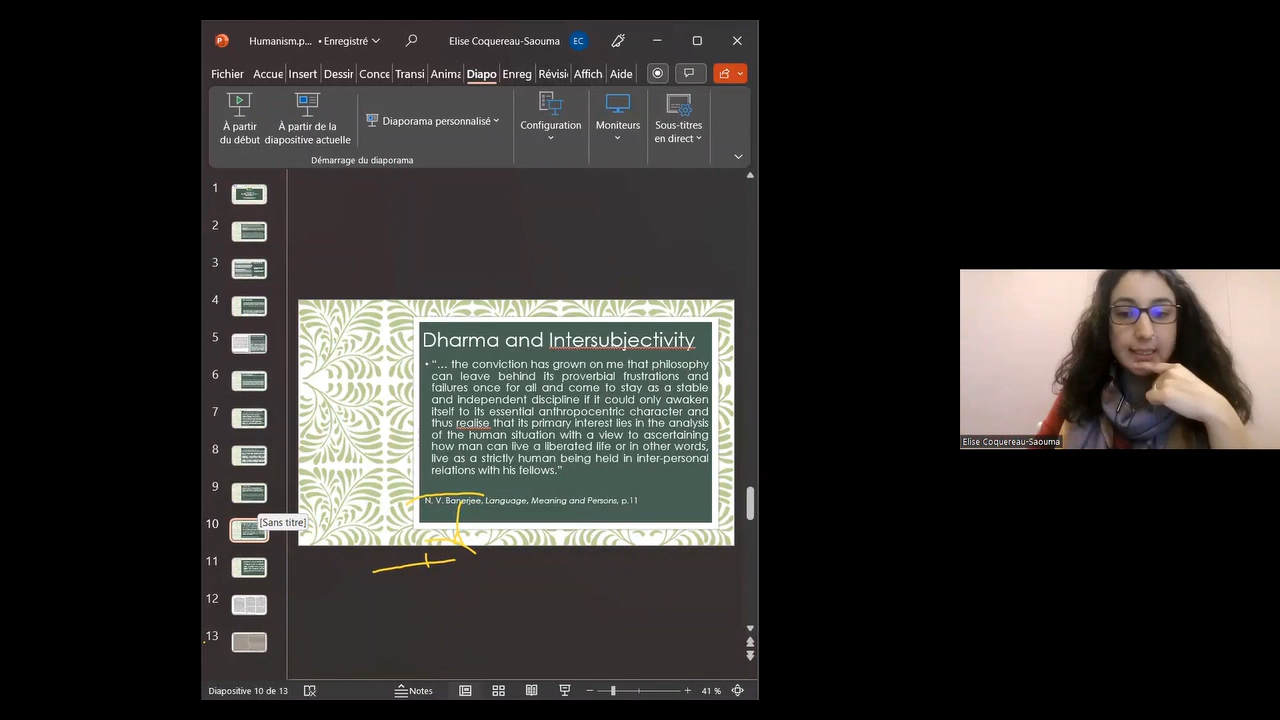 Humanism.p... • Enregistré
Elise Coquereau-Saouma
EC
Fichier Accue Insert Dessir Conce Transi Anima Diapo Enreg Révisi Affich Aide
À partir du début
À partir de la diapositive actuelle
Diaporama personnalisé
Configuration
Moniteurs
Sous-titres en direct
Démarrage du diaporama
1
2
3
4
5
6
7
8
9
10
[Sans titre]
11
12
13
Dharma and Intersubjectivity
• “... the conviction has grown on me that philosophy
can leave behind its proverbial frustrations and
failures once for all and come to stay as a stable
and independent discipline if it could only awaken
itself to its essential anthropocentric character and
thus realise that its primary interest lies in the analysis
of the human situation with a view to ascertaining
how man can live a liberated life or in other words,
live as a strictly human being held in inter-personal
relations with his fellows.”
N. V. Banerjee, Language, Meaning and Persons, p.11
Elise Coquereau-Saouma
Diapositive 10 de 13
Notes
41 %